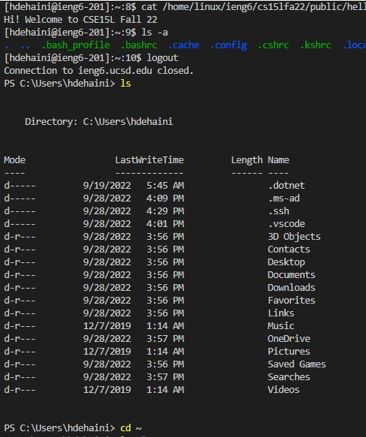 [hdehaini@ieng6-201]:~:8$ cat /home/linux/ieng6/cs15lfa22/public/hell
Hi! Welcome to CSE15L Fall 22
[hdehaini@ieng6-201]:~:9$ ls -a
. .. .bash_profile .bashrc .cache .config .cshrc .kshrc .loca
[hdehaini@ieng6-201]:~:10$ logout
Connection to ieng6.ucsd.edu closed.
PS C:\Users\hdehaini> ls
Directory: C:\Users\hdehaini
Mode LastWriteTime Length Name
---- ------------- ------ ----
d----- 9/19/2022 5:45 AM .dotnet
d----- 9/28/2022 4:09 PM .ms-ad
d----- 9/28/2022 4:29 PM .ssh
d----- 9/28/2022 4:01 PM .vscode
d-r--- 9/28/2022 3:56 PM 3D Objects
d-r--- 9/28/2022 3:56 PM Contacts
d-r--- 9/28/2022 3:56 PM Desktop
d-r--- 9/28/2022 3:56 PM Documents
d-r--- 9/28/2022 3:56 PM Downloads
d-r--- 9/28/2022 3:56 PM Favorites
d-r--- 9/28/2022 3:56 PM Links
d-r--- 12/7/2019 1:14 AM Music
d-r--- 9/28/2022 3:57 PM OneDrive
d-r--- 12/7/2019 1:14 AM Pictures
d-r--- 9/28/2022 3:56 PM Saved Games
d-r--- 9/28/2022 3:57 PM Searches
d-r--- 12/7/2019 1:14 AM Videos
PS C:\Users\hdehaini> cd ~